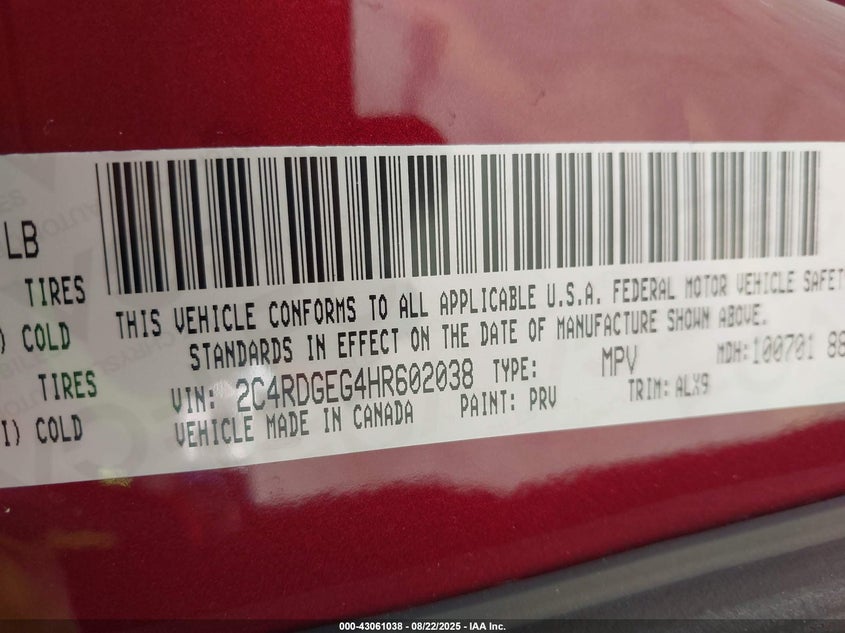 LB
TIRES
) COLD
TIRES
I) COLD
THIS VEHICLE CONFORMS TO ALL APPLICABLE U.S.A. FEDERAL MOTOR VEHICLE SAFET
STANDARDS IN EFFECT ON THE DATE OF MANUFACTURE SHOWN ABOVE.
VIN: 2C4RDGEG4HR602038 TYPE: MPV MDH:100701 88
VEHICLE MADE IN CANADA PAINT: PRV TRIM: ALX9
000-43061038 - 08/22/2025 - IAA Inc.